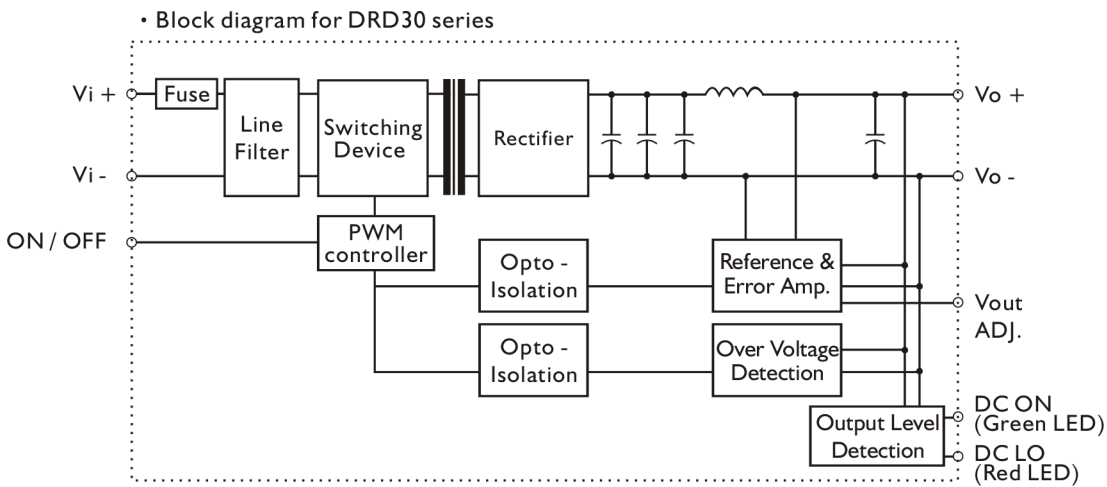 • Block diagram for DRD30 series
Vi +
Fuse
Line
Filter
Switching
Device
Rectifier
Vo +
Vi -
Vo -
ON / OFF
PWM
controller
Opto -
Isolation
Reference &
Error Amp.
Vout
ADJ.
Opto -
Isolation
Over Voltage
Detection
Output Level
Detection
DC ON
(Green LED)
DC LO
(Red LED)